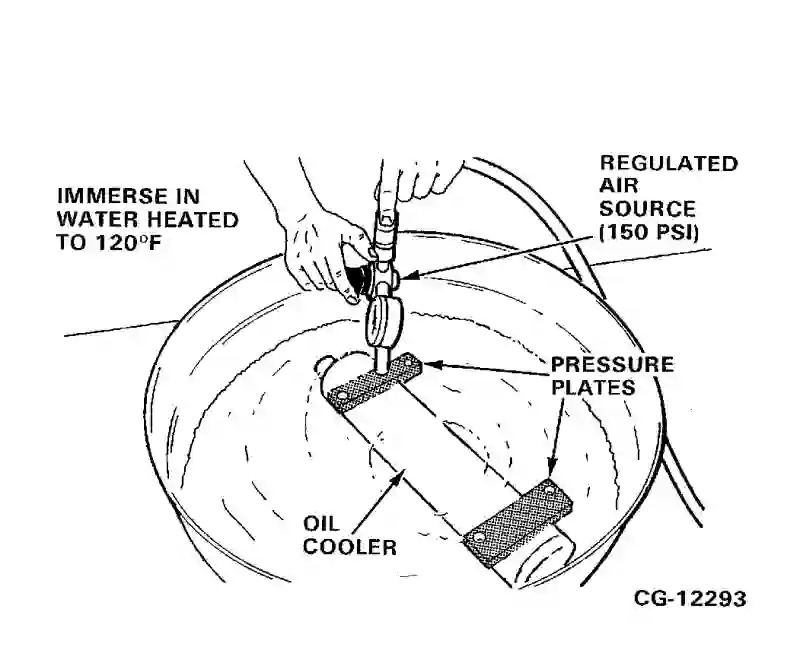 IMMERSE IN
WATER HEATED
TO 120°F
REGULATED
AIR
SOURCE
(150 PSI)
PRESSURE
PLATES
OIL
COOLER
CG-12293